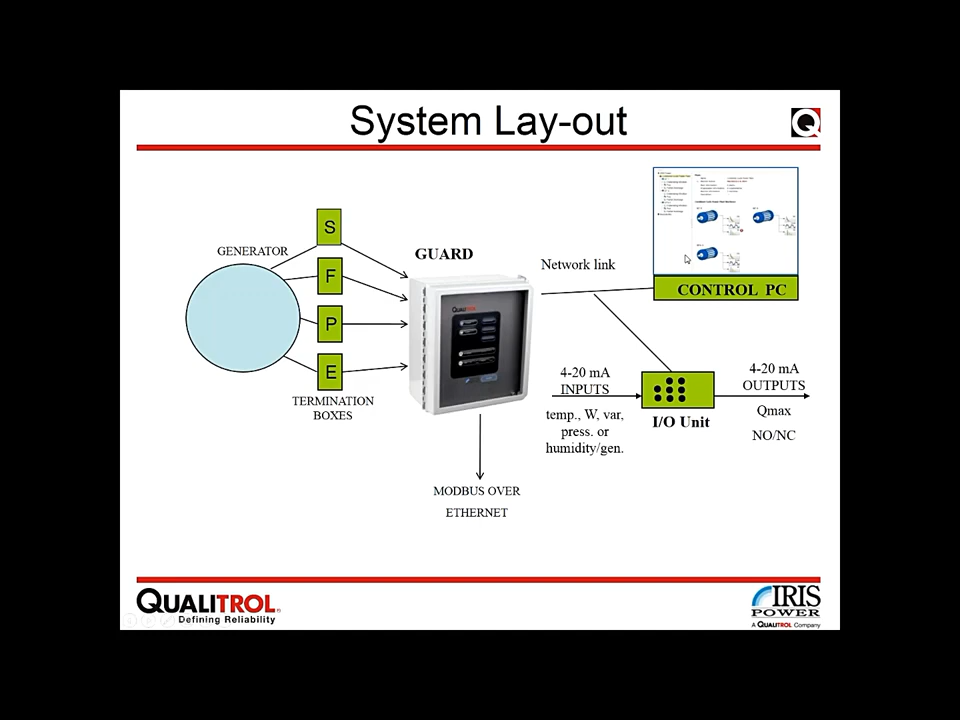 System Lay-out
Q
S
GENERATOR
GUARD
Network link
F
CONTROL PC
P
QUALITROL
E
TERMINATION
BOXES
4-20 mA
INPUTS
temp., W, var,
press. or
humidity/gen.
I/O Unit
4-20 mA
OUTPUTS
Qmax
NO/NC
MODBUS OVER
ETHERNET
QUALITROL
Defining Reliability
IRIS
POWER
A QUALITROL Company